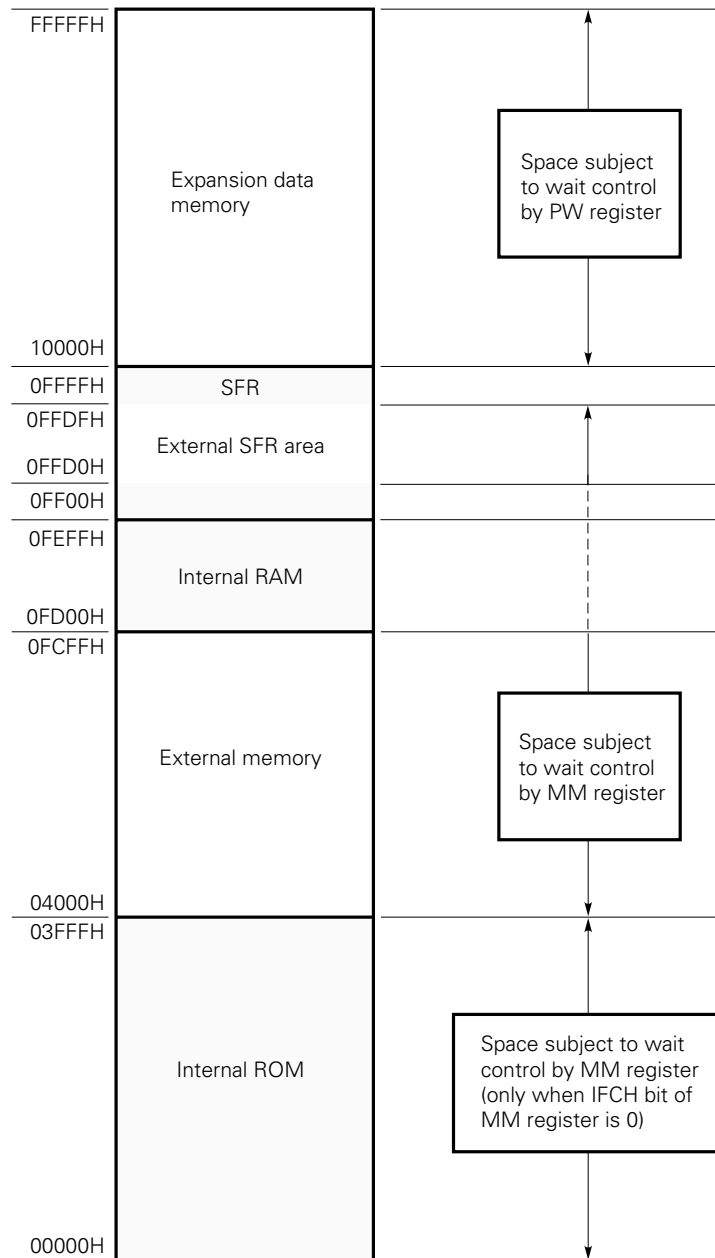 FFFFFH
Expansion data
memory
Space subject
to wait control
by PW register
10000H
0FFFFH
SFR
0FFDFH
External SFR area
0FFD0H
0FF00H
0FEFFH
Internal RAM
0FD00H
0FCFFH
External memory
Space subject
to wait control
by MM register
04000H
03FFFH
Internal ROM
Space subject to wait
control by MM register
(only when IFCH bit of
MM register is 0)
00000H